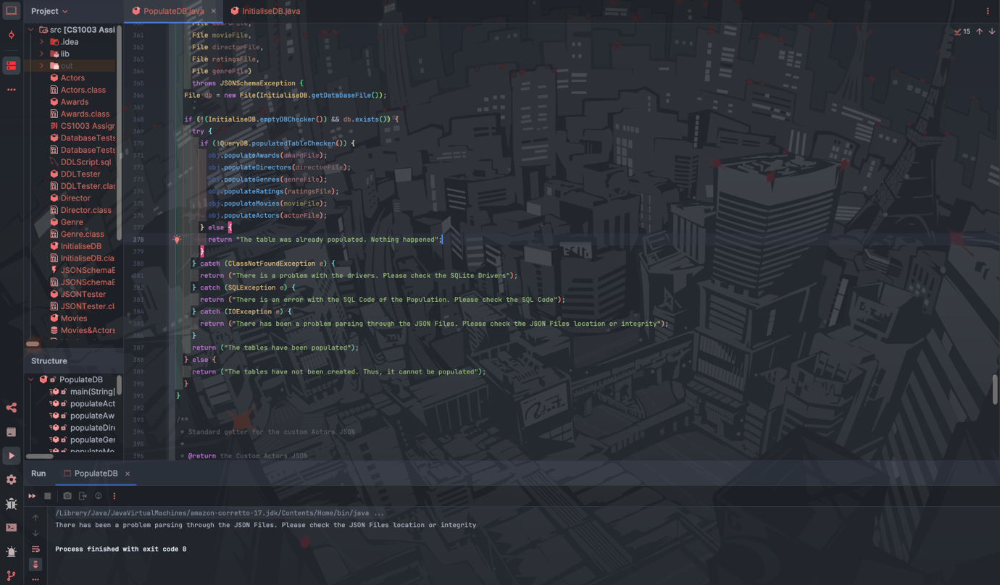 Project
PopulateDB.java
InitialiseDB.java
src [CS1003 Assi
.idea
lib
out
Actors
Actors.class
Awards
Awards.class
CS1003 Assigr
DatabaseTests
DatabaseTests
DDLScript.sql
DDLTester
DDLTester.clas
Director
Director.class
Genre
Genre.class
InitialiseDB
InitialiseDB.cla
JSONSchemaE
JSONSchemaE
JSONTester
JSONTester.cla
Movies
Movies&Actors
Structure
PopulateDB
main(String[
populateAct
populateAw
populateDire
populateGer
populateMo
15
360 File awardFile,
361 File movieFile,
362 File directorFile,
363 File ratingsFile,
364 File genreFile)
365 throws JSONSchemaException {
366 File db = new File(InitialiseDB.getDatabaseFile());
367
368 if (!(InitialiseDB.emptyDBChecker()) && db.exists()) {
369 try {
370 if (!QueryDB.populatedTableChecker()) {
371 obj.populateAwards(awardFile);
372 obj.populateDirectors(directorFile);
373 obj.populateGenres(genreFile);
374 obj.populateRatings(ratingsFile);
375 obj.populateMovies(movieFile);
376 obj.populateActors(actorFile);
377 } else {
378 return "The table was already populated. Nothing happened";
379 }
380 } catch (ClassNotFoundException e) {
381 return ("There is a problem with the drivers. Please check the SQLite Drivers");
382 } catch (SQLException e) {
383 return ("There is an error with the SQL Code of the Population. Please check the SQL Code");
384 } catch (IOException e) {
385 return ("There has been a problem parsing through the JSON Files. Please check the JSON Files location or integrity");
386 }
387 return ("The tables have been populated");
388 } else {
389 return ("The tables have not been created. Thus, it cannot be populated");
390 }
391 }
392
393 /**
394 * Standard getter for the custom Actors JSON
395 *
396 * @return the Custom Actors JSON
Run
PopulateDB
/Library/Java/JavaVirtualMachines/amazon-corretto-17.jdk/Contents/Home/bin/java ...
There has been a problem parsing through the JSON Files. Please check the JSON Files location or integrity
Process finished with exit code 0